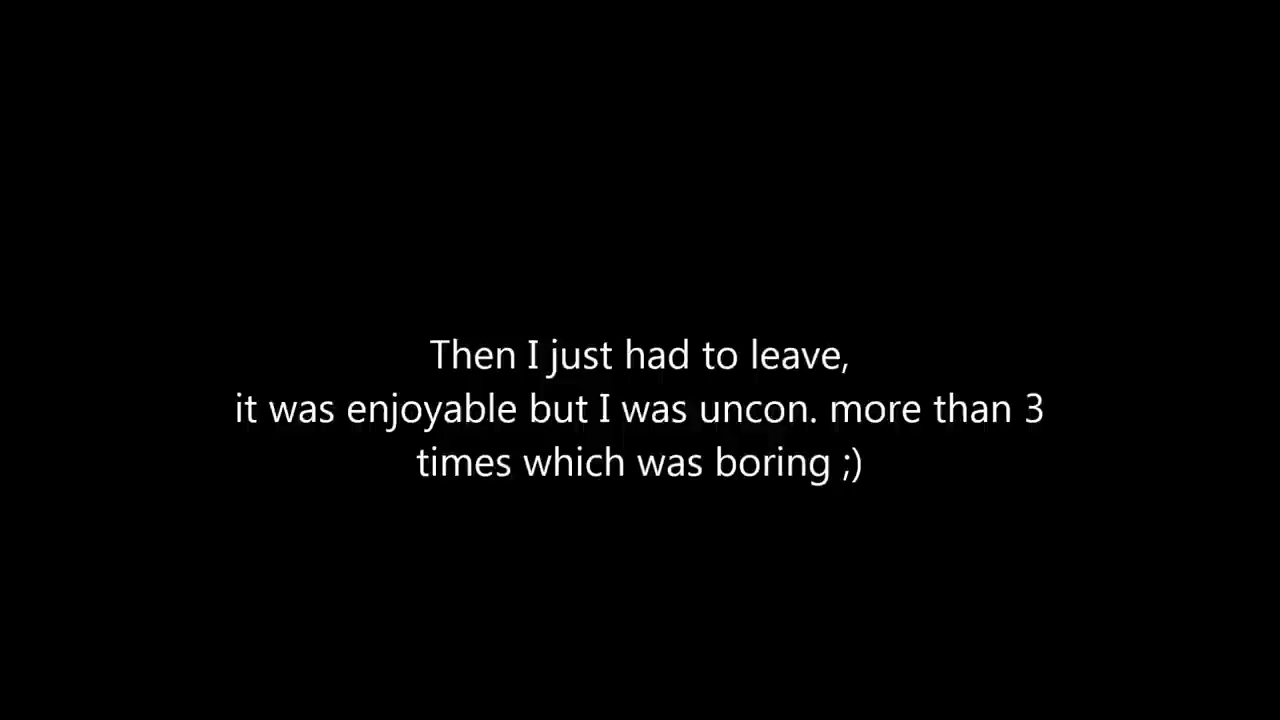 Then I just had to leave,
it was enjoyable but I was uncon. more than 3
times which was boring ;)